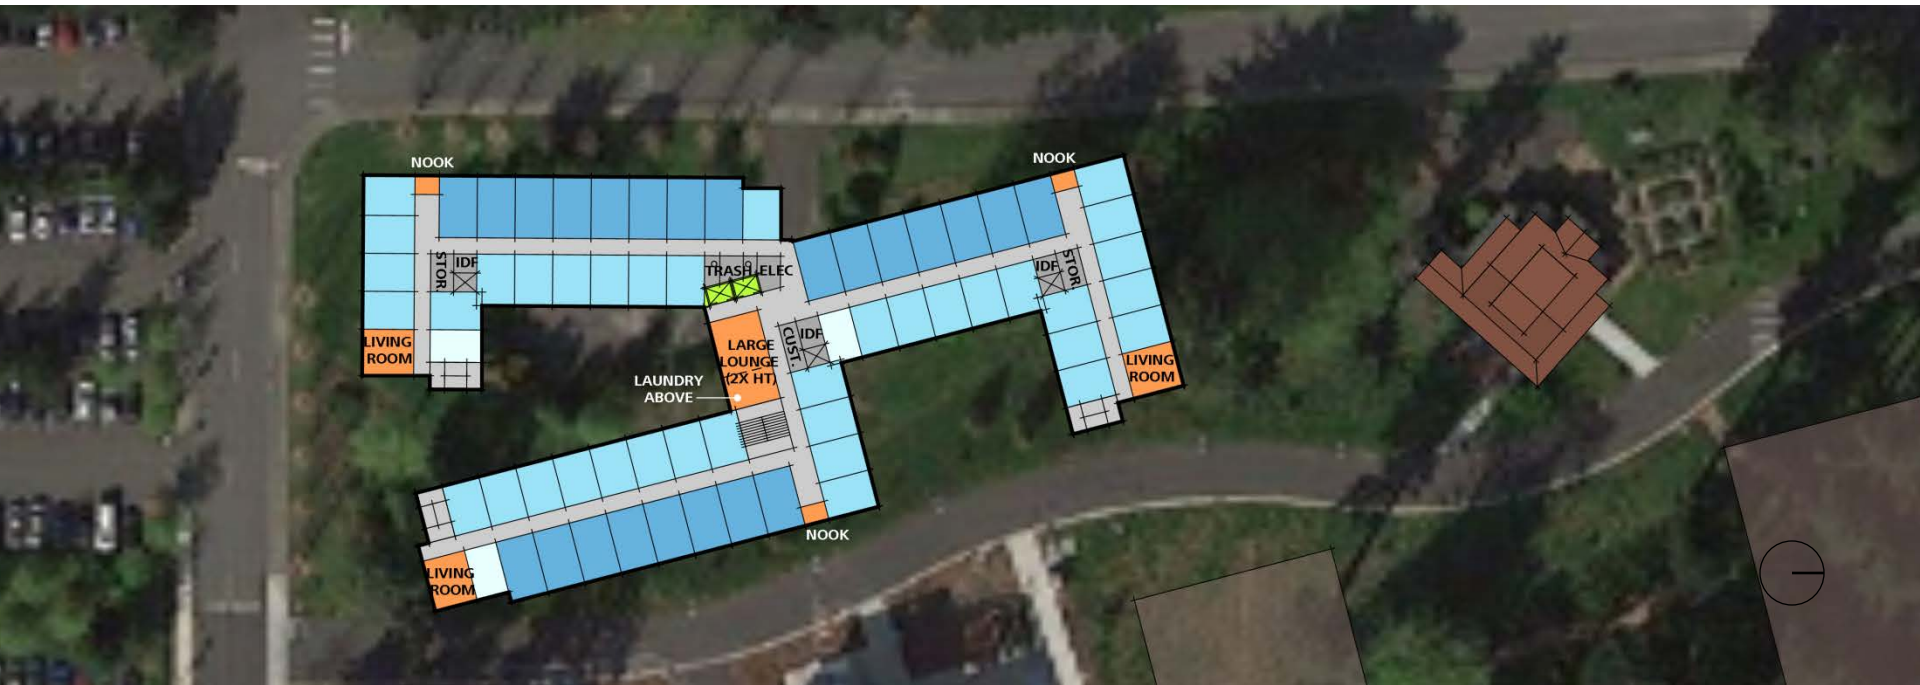 NOOK
NOOK
STOR
IDF
TRASH
ELEC
IDF
STOR
LIVING
ROOM
LARGE
LOUNGE
(2X HT)
CUST.
IDF
LIVING
ROOM
LAUNDRY
ABOVE
NOOK
LIVING
ROOM